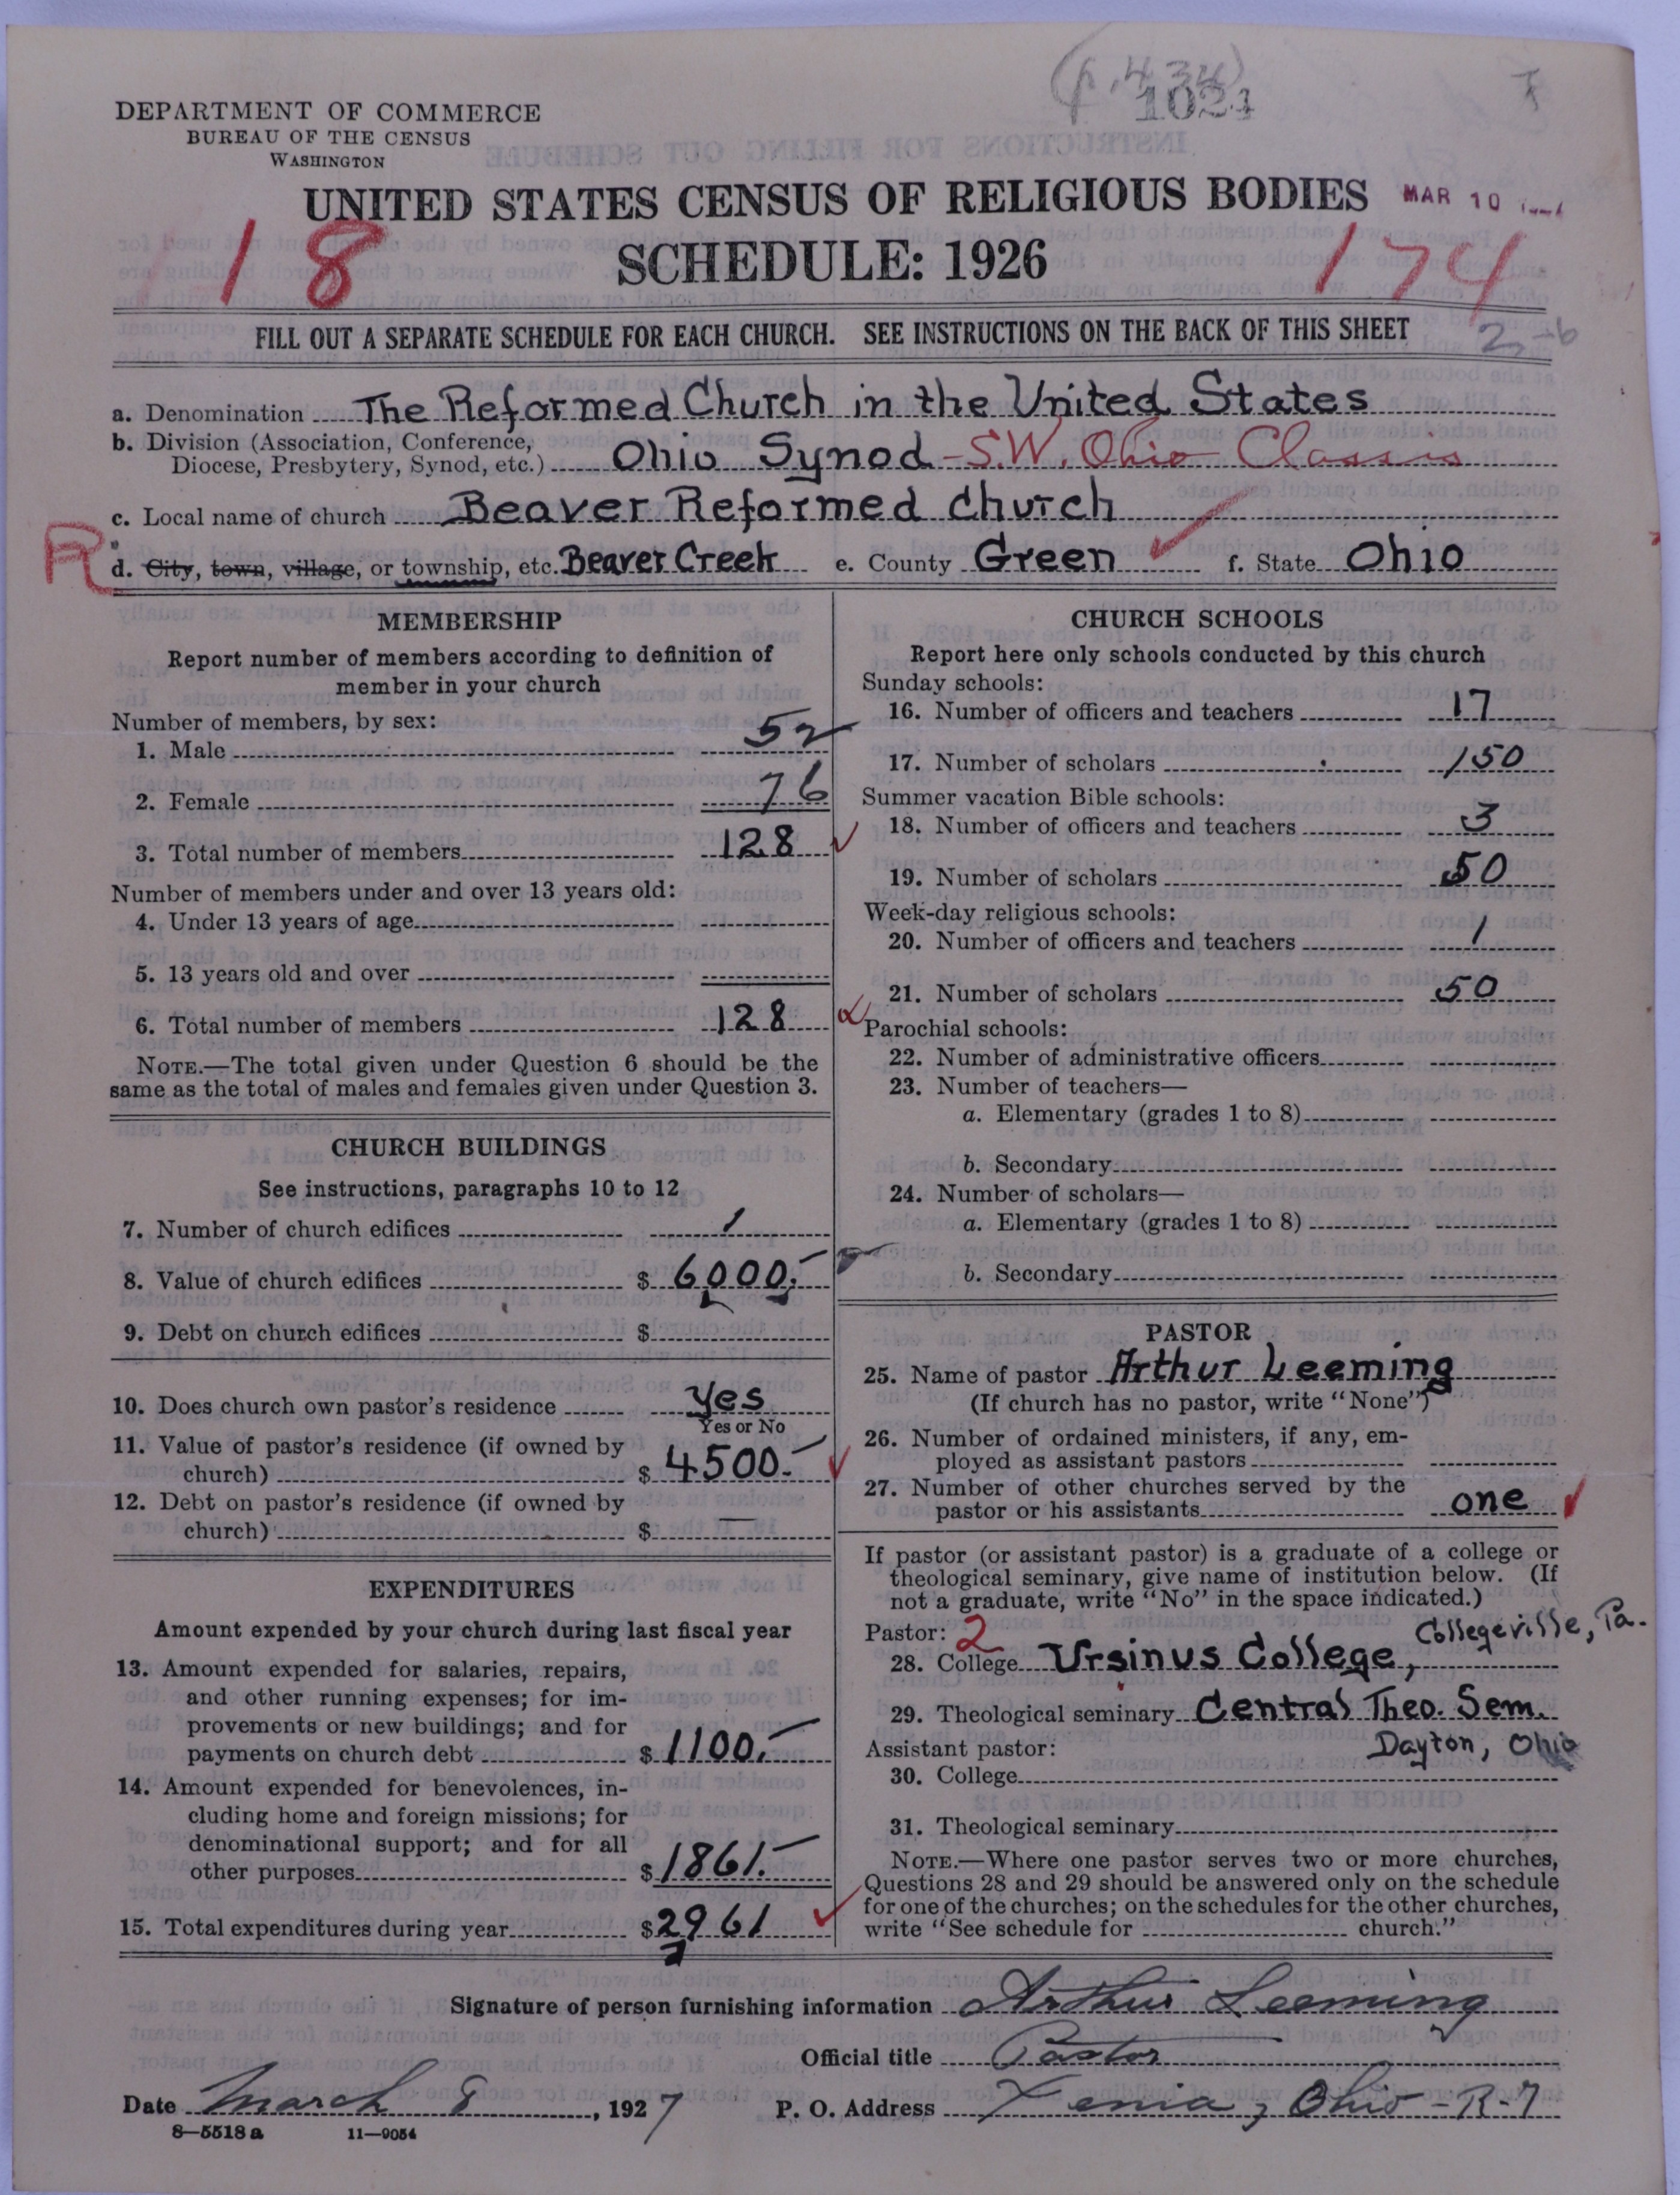 1024
DEPARTMENT OF COMMERCE
BUREAU OF THE CENSUS
WASHINGTON
UNITED STATES CENSUS OF RELIGIOUS BODIES
MAR 10
SCHEDULE: 1926
18
174
FILL OUT A SEPARATE SCHEDULE FOR EACH CHURCH. SEE INSTRUCTIONS ON THE BACK OF THIS SHEET
a. Denomination The Reformed Church in the United States
b. Division (Association, Conference,
Diocese, Presbytery, Synod, etc.) Ohio Synod - S.W. Ohio Classis
c. Local name of church Beaver Reformed Church
R
d. City, town, village, or township, etc. Beaver Creek e. County Green f. State Ohio
MEMBERSHIP
Report number of members according to definition of
member in your church
Number of members, by sex:
1. Male 52
2. Female 76
3. Total number of members 128
Number of members under and over 13 years old:
4. Under 13 years of age
5. 13 years old and over
6. Total number of members 128
NOTE.—The total given under Question 6 should be the
same as the total of males and females given under Question 3.
CHURCH BUILDINGS
See instructions, paragraphs 10 to 12
7. Number of church edifices 1
8. Value of church edifices $ 6000.—
9. Debt on church edifices $
10. Does church own pastor's residence Yes
Yes or No
11. Value of pastor's residence (if owned by
church) $ 4500.—
12. Debt on pastor's residence (if owned by
church) $ —
EXPENDITURES
Amount expended by your church during last fiscal year
13. Amount expended for salaries, repairs,
and other running expenses; for im-
provements or new buildings; and for
payments on church debt $ 1100.—
14. Amount expended for benevolences, in-
cluding home and foreign missions; for
denominational support; and for all
other purposes $ 1861.—
15. Total expenditures during year $ 2961
CHURCH SCHOOLS
Report here only schools conducted by this church
Sunday schools:
16. Number of officers and teachers 17
17. Number of scholars 150
Summer vacation Bible schools:
18. Number of officers and teachers 3
19. Number of scholars 50
Week-day religious schools:
20. Number of officers and teachers 1
21. Number of scholars 50
Parochial schools:
22. Number of administrative officers
23. Number of teachers—
a. Elementary (grades 1 to 8)
b. Secondary
24. Number of scholars—
a. Elementary (grades 1 to 8)
b. Secondary
PASTOR
25. Name of pastor Arthur Leeming
(If church has no pastor, write "None")
26. Number of ordained ministers, if any, em-
ployed as assistant pastors
27. Number of other churches served by the
pastor or his assistants one
If pastor (or assistant pastor) is a graduate of a college or
theological seminary, give name of institution below. (If
not a graduate, write "No" in the space indicated.)
Pastor: 2 Collegeville, Pa.
28. College Ursinus College,
29. Theological seminary Central Theo. Sem.
Assistant pastor: Dayton, Ohio
30. College
31. Theological seminary
NOTE.—Where one pastor serves two or more churches,
Questions 28 and 29 should be answered only on the schedule
for one of the churches; on the schedules for the other churches,
write "See schedule for church."
Signature of person furnishing information Arthur Leeming
Official title Pastor
Date March 8, 1927 P. O. Address Xenia, Ohio - R-7
8—5518a 11—9054